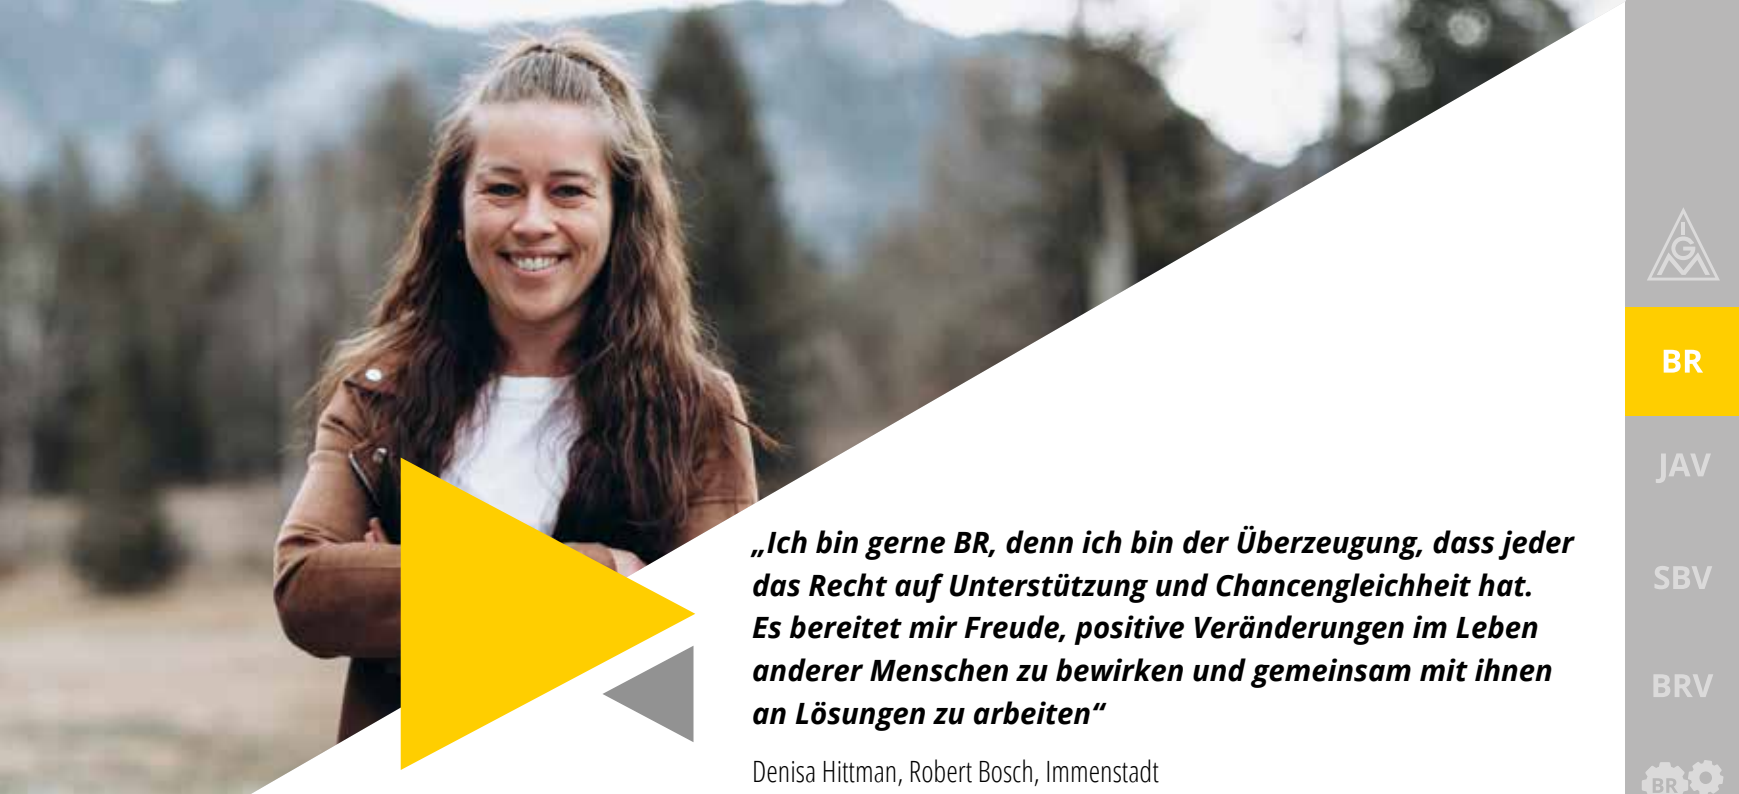 „Ich bin gerne BR, denn ich bin der Überzeugung, dass jeder
das Recht auf Unterstützung und Chancengleichheit hat.
Es bereitet mir Freude, positive Veränderungen im Leben
anderer Menschen zu bewirken und gemeinsam mit ihnen
an Lösungen zu arbeiten“
Denisa Hittman, Robert Bosch, Immenstadt
IGM
BR
JAV
SBV
BRV
BR